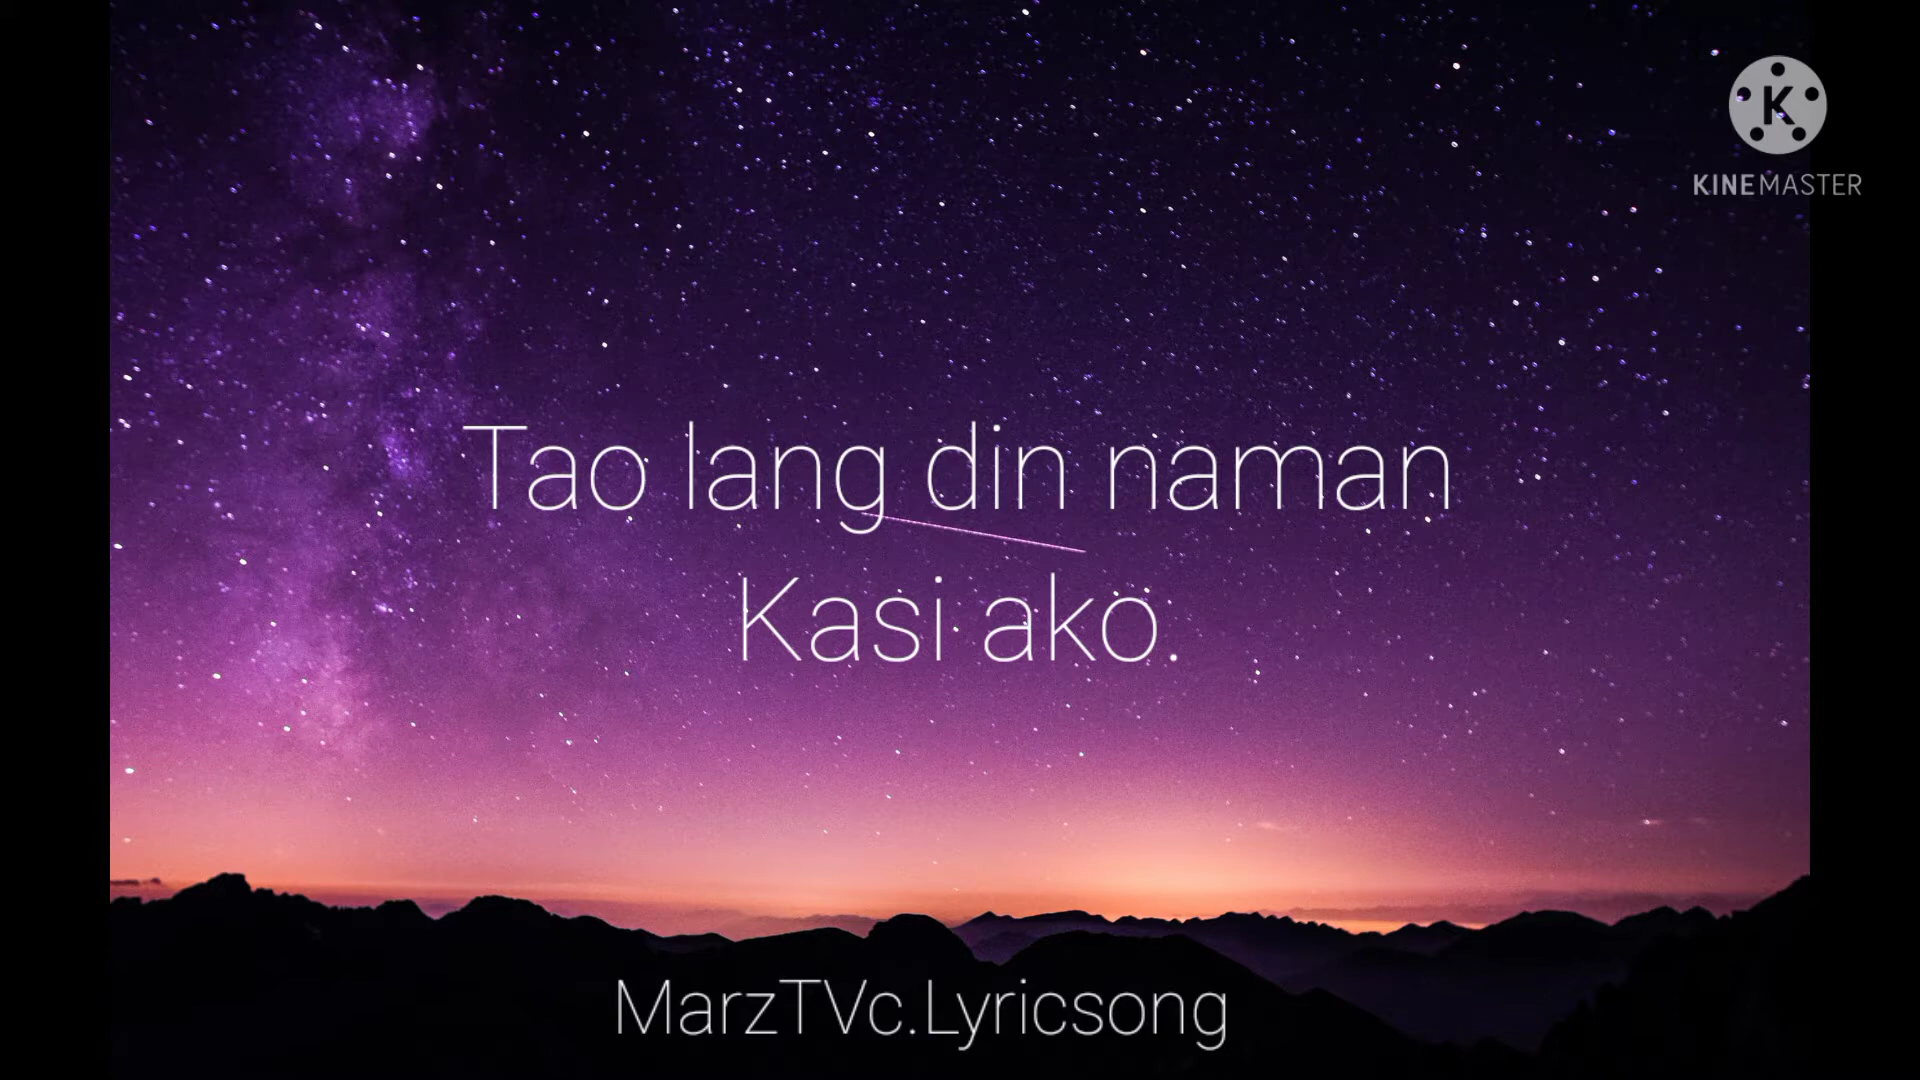 K
KINEMASTER
Tao lang din naman
Kasi ako.
MarzTVc.Lyricsong